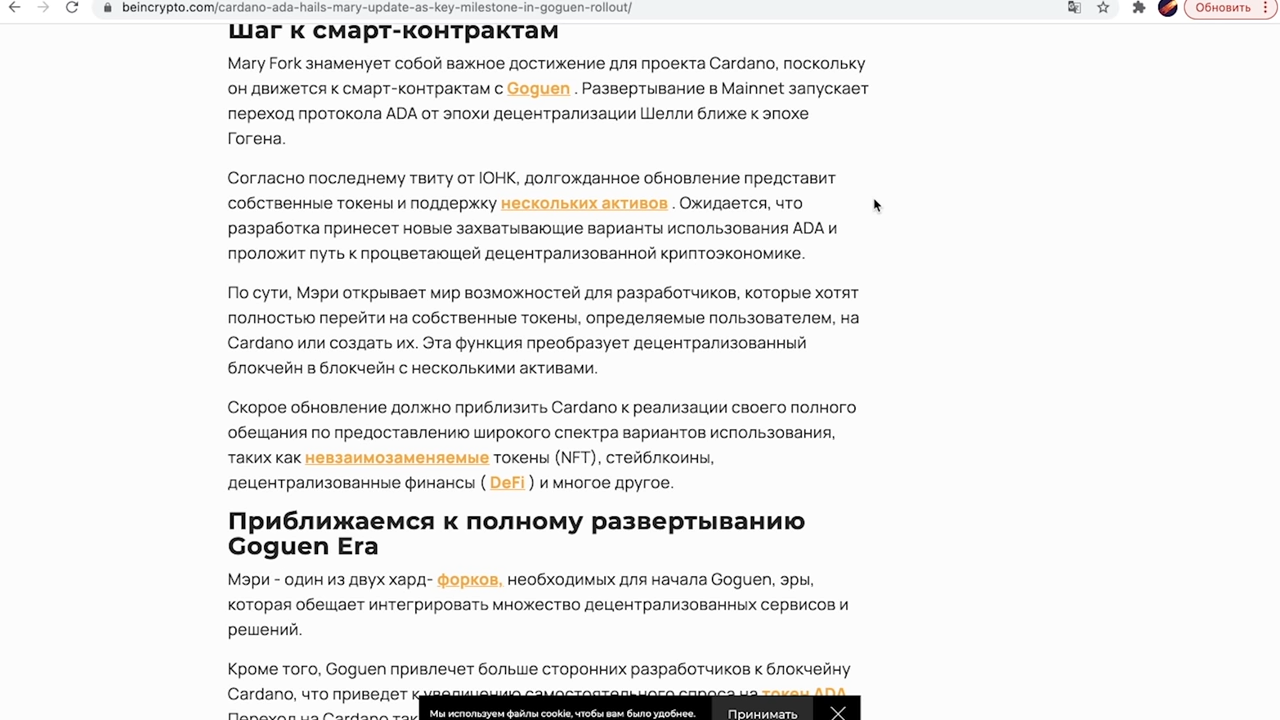 beincrypto.com/cardano-ada-hails-mary-update-as-key-milestone-in-goguen-rollout/
Обновить
Шаг к смарт-контрактам
Mary Fork знаменует собой важное достижение для проекта Cardano, поскольку
он движется к смарт-контрактам с Goguen . Развертывание в Mainnet запускает
переход протокола ADA от эпохи децентрализации Шелли ближе к эпохе
Гогена.
Согласно последнему твиту от IOHK, долгожданное обновление представит
собственные токены и поддержку нескольких активов . Ожидается, что
разработка принесет новые захватывающие варианты использования ADA и
проложит путь к процветающей децентрализованной криптоэкономике.
По сути, Мэри открывает мир возможностей для разработчиков, которые хотят
полностью перейти на собственные токены, определяемые пользователем, на
Cardano или создать их. Эта функция преобразует децентрализованный
блокчейн в блокчейн с несколькими активами.
Скорое обновление должно приблизить Cardano к реализации своего полного
обещания по предоставлению широкого спектра вариантов использования,
таких как невзаимозаменяемые токены (NFT), стейблкоины,
децентрализованные финансы ( DeFi ) и многое другое.
Приближаемся к полному развертыванию
Goguen Era
Мэри - один из двух хард- форков, необходимых для начала Goguen, эры,
которая обещает интегрировать множество децентрализованных сервисов и
решений.
Кроме того, Goguen привлечет больше сторонних разработчиков к блокчейну
Cardano, что приведет к увеличению самостоятельного спроса на токен ADA
Переход на Cardano так
Мы используем файлы cookie, чтобы вам было удобнее.
Принимать